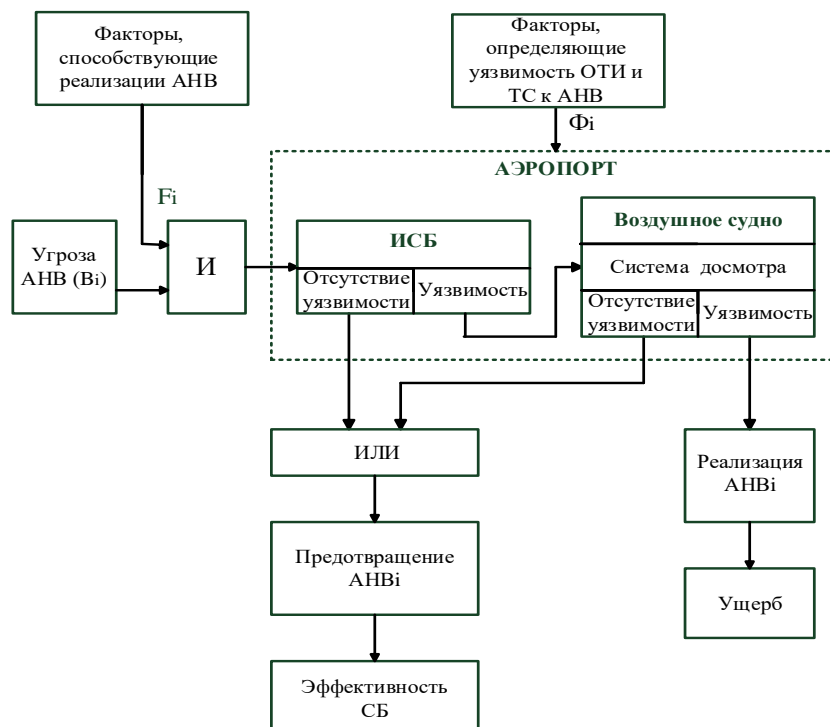 Факторы,
способствующие
реализации АНВ
Факторы,
определяющие
уязвимость ОТИ и
ТС к АНВ
Фi
АЭРОПОРТ
Fi
Угроза
АНВ (Вi)
И
ИСБ
Отсутствие
уязвимости
Уязвимость
Воздушное судно
Система досмотра
Отсутствие
уязвимости
Уязвимость
ИЛИ
Реализация
АНВi
Предотвращение
АНВi
Ущерб
Эффективность
СБ